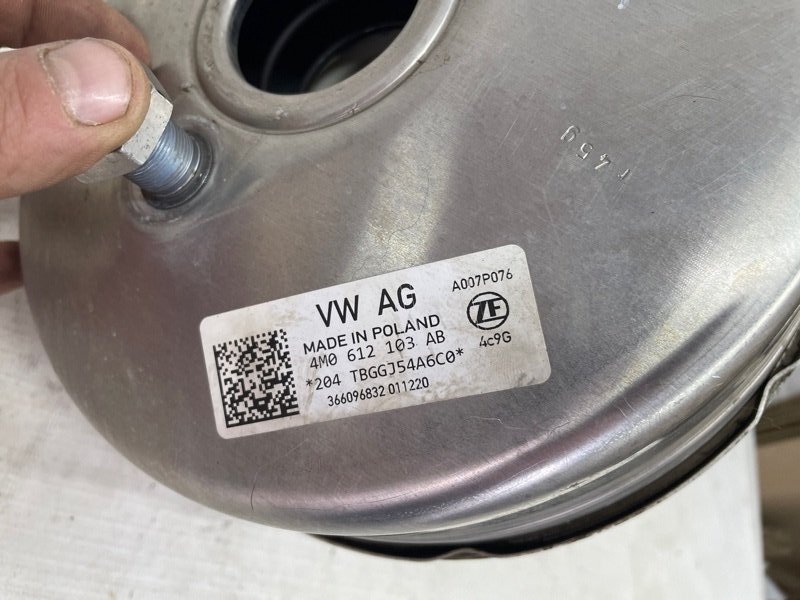 VW AG
A007P076
MADE IN POLAND
ZF
4M0 612 103 AB
4c9G
*204 TBGGJ54A6C0*
366096832 011220